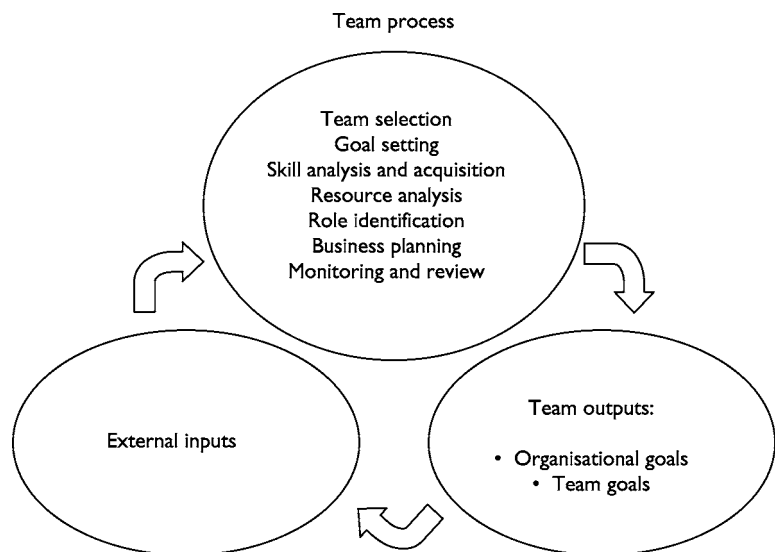 Team process
Team selection
Goal setting
Skill analysis and acquisition
Resource analysis
Role identification
Business planning
Monitoring and review
External inputs
Team outputs:
• Organisational goals
• Team goals